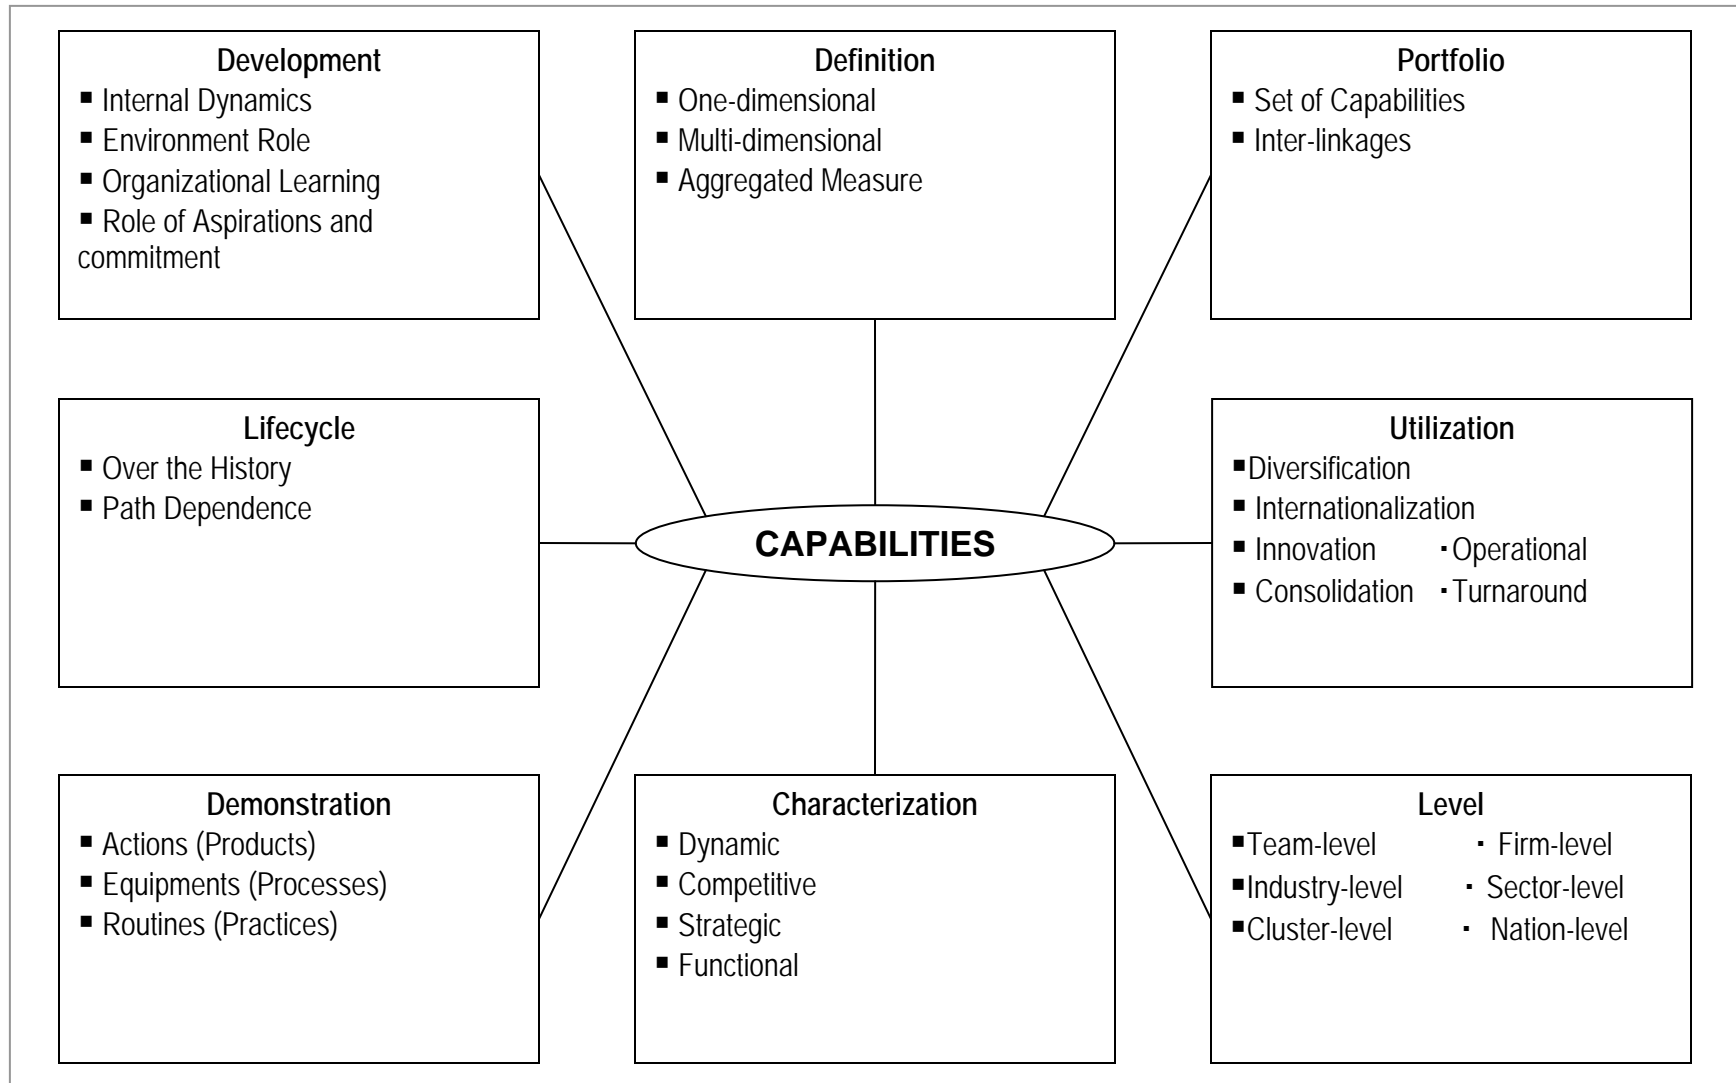 Development
▪ Internal Dynamics
▪ Environment Role
▪ Organizational Learning
▪ Role of Aspirations and
commitment
Definition
▪ One-dimensional
▪ Multi-dimensional
▪ Aggregated Measure
Portfolio
▪ Set of Capabilities
▪ Inter-linkages
Lifecycle
▪ Over the History
▪ Path Dependence
CAPABILITIES
Utilization
▪Diversification
▪ Internationalization
▪ Innovation ▪ Operational
▪ Consolidation ▪ Turnaround
Demonstration
▪ Actions (Products)
▪ Equipments (Processes)
▪ Routines (Practices)
Characterization
▪ Dynamic
▪ Competitive
▪ Strategic
▪ Functional
Level
▪Team-level ▪ Firm-level
▪Industry-level ▪ Sector-level
▪Cluster-level ▪ Nation-level